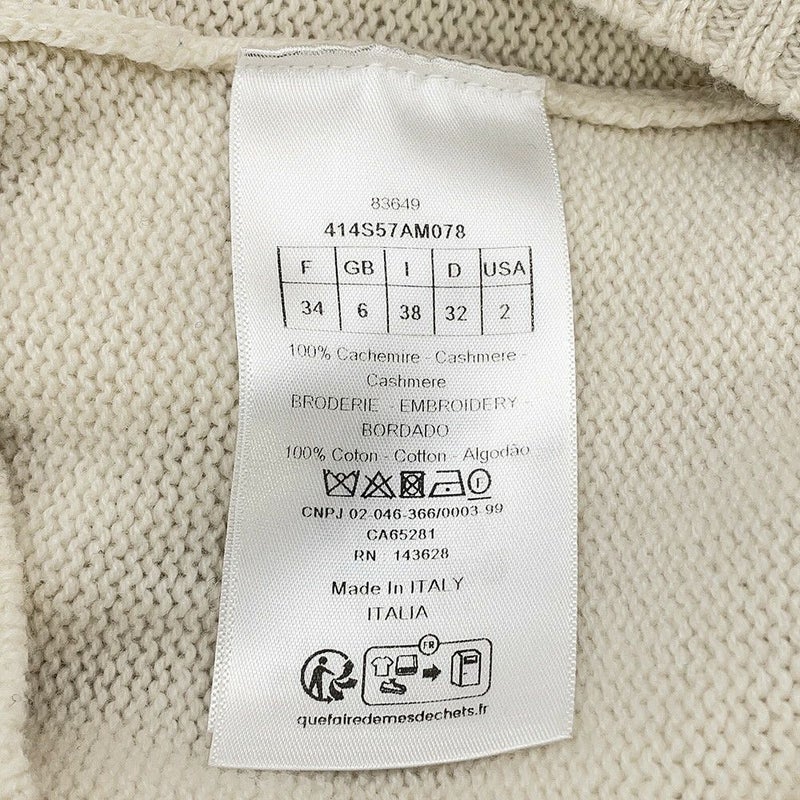 83649
414S57AM078
F GB I D USA
34 6 38 32 2
100% Cachemire - Cashmere -
Cashmere
BRODERIE - EMBROIDERY -
BORDADO
100% Coton - Cotton - Algodão
F
CNPJ 02-046-366/0003-99
CA65281
RN 143628
Made In ITALY
ITALIA
FR
quefairedemesdechets.fr